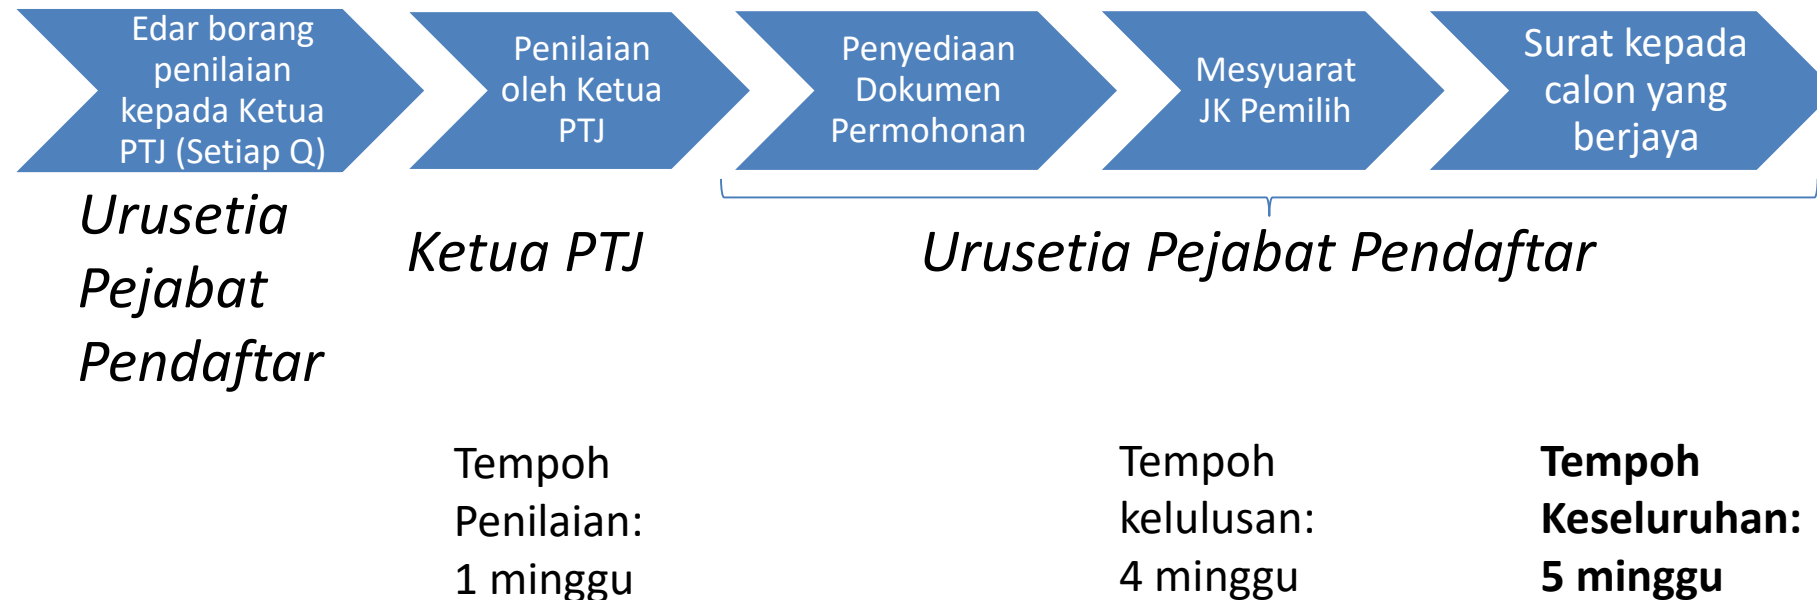 Edar borang
penilaian
kepada Ketua
PTJ (Setiap Q)
Penilaian
oleh Ketua
PTJ
Penyediaan
Dokumen
Permohonan
Mesyuarat
JK Pemilih
Surat kepada
calon yang
berjaya
Urusetia
Pejabat
Pendaftar
Ketua PTJ
Urusetia Pejabat Pendaftar
Tempoh
Penilaian:
1 minggu
Tempoh
kelulusan:
4 minggu
Tempoh
Keseluruhan:
5 minggu